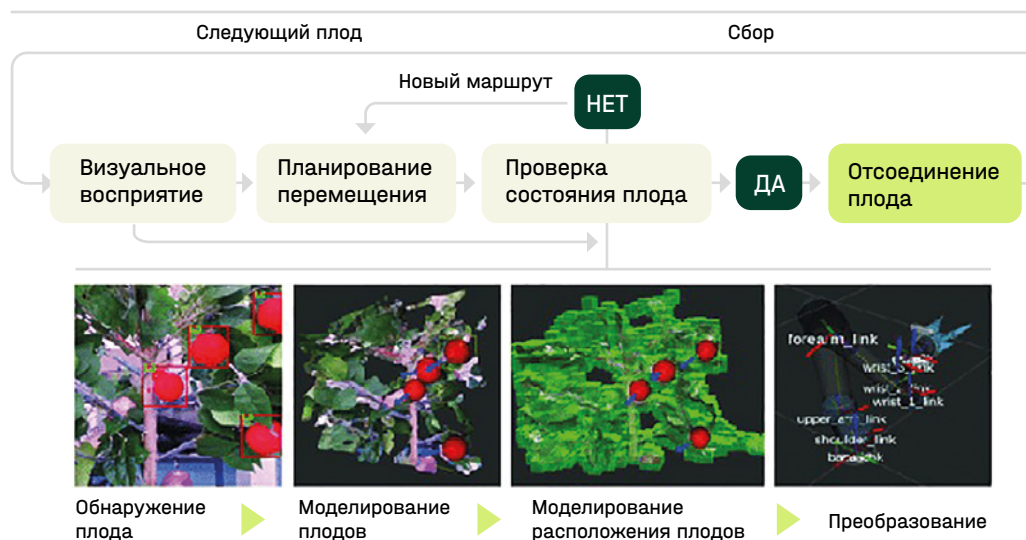 Следующий плод
Сбор
Новый маршрут
НЕТ
Визуальное
восприятие
Планирование
перемещения
Проверка
состояния плода
ДА
Отсоединение
плода
forearm_link
wrist_1_link
upper_arm_link
shoulder_link
Обнаружение
плода
Моделирование
плодов
Моделирование
расположения плодов
Преобразование